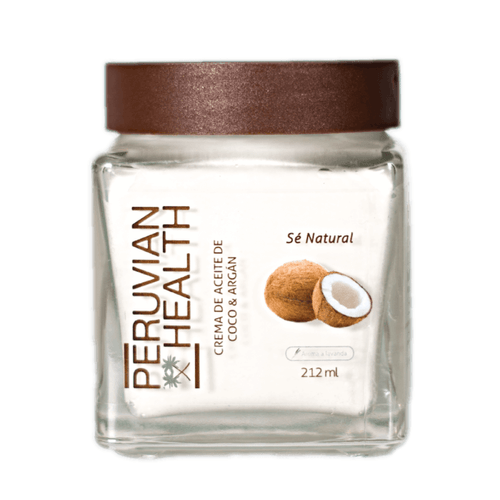 PERUVIAN
HEALTH
CREMA DE ACEITE DE
COCO & ARGÁN
Sé Natural
212 ml